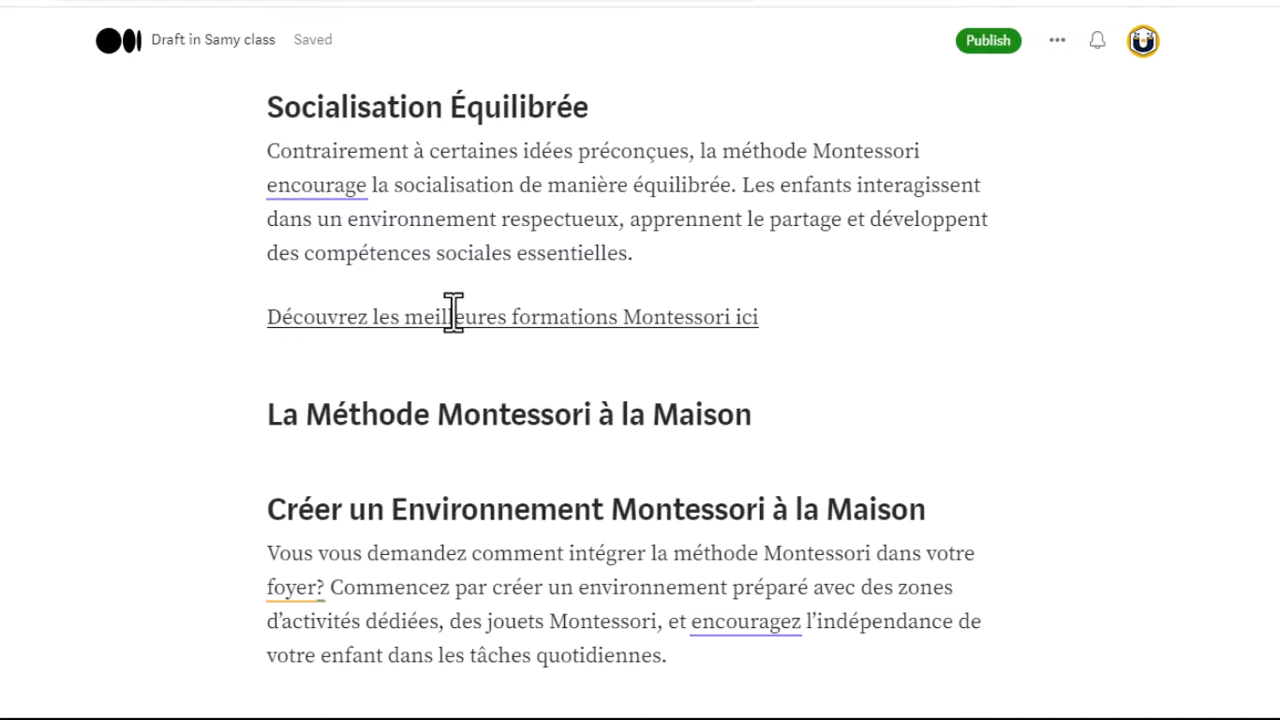 Draft in Samy class Saved Publish
Socialisation Équilibrée
Contrairement à certaines idées préconçues, la méthode Montessori
encourage la socialisation de manière équilibrée. Les enfants interagissent
dans un environnement respectueux, apprennent le partage et développent
des compétences sociales essentielles.
Découvrez les meilleures formations Montessori ici
La Méthode Montessori à la Maison
Créer un Environnement Montessori à la Maison
Vous vous demandez comment intégrer la méthode Montessori dans votre
foyer? Commencez par créer un environnement préparé avec des zones
d’activités dédiées, des jouets Montessori, et encouragez l’indépendance de
votre enfant dans les tâches quotidiennes.